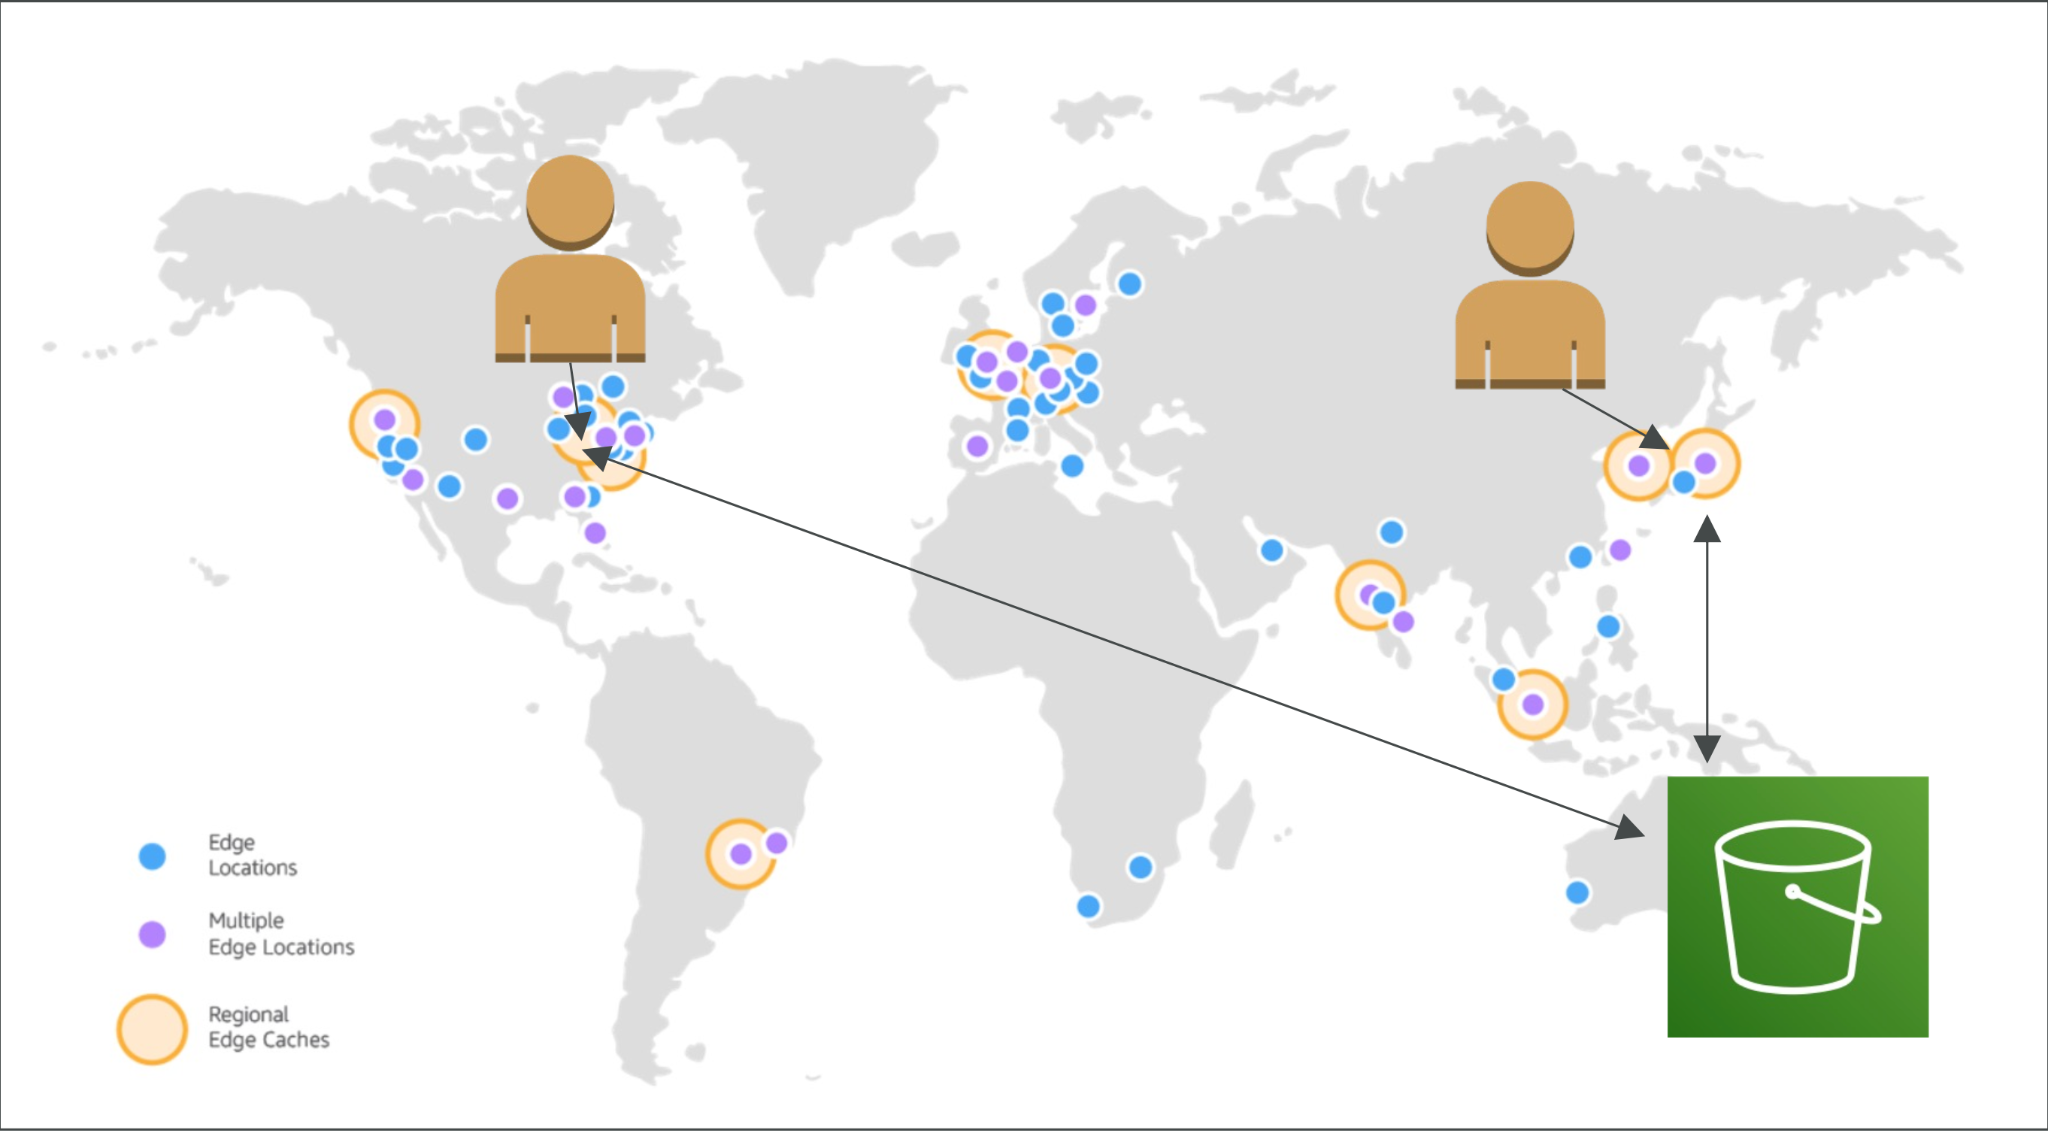 Edge
Locations
Multiple
Edge Locations
Regional
Edge Caches